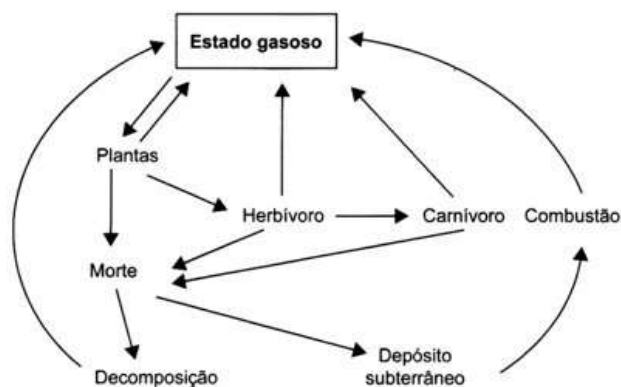 Estado gasoso
Plantas
Herbívoro
Carnívoro
Combustão
Morte
Decomposição
Depósito
subterrâneo